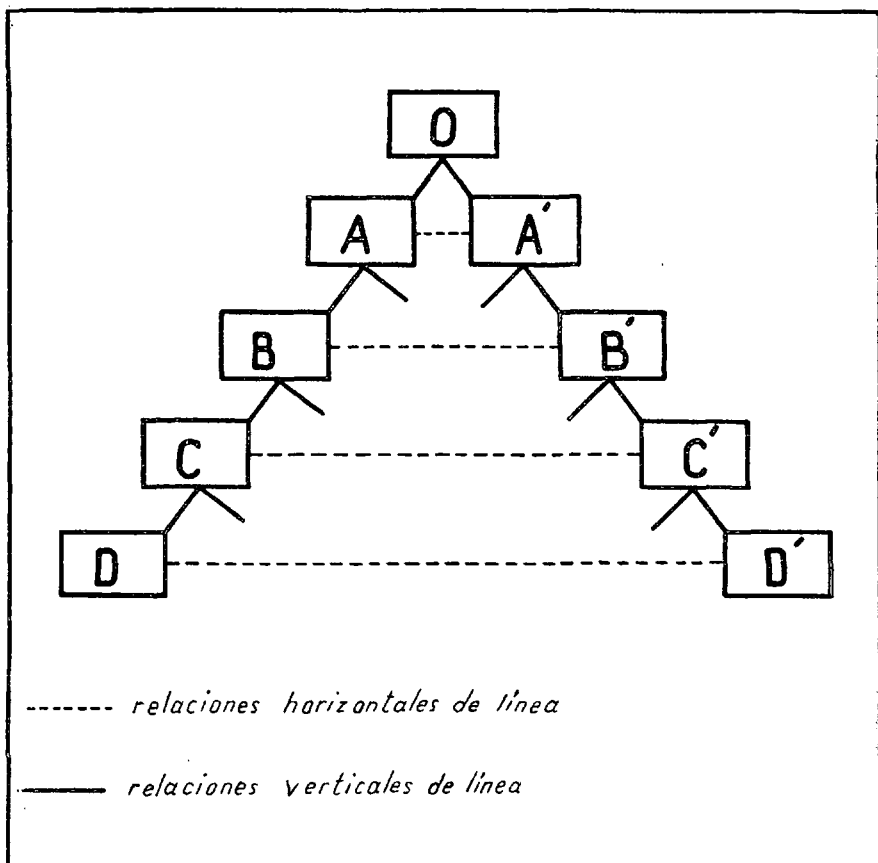 O
A A´
B B´
C C´
D D´
relaciones horizontales de línea
relaciones verticales de línea